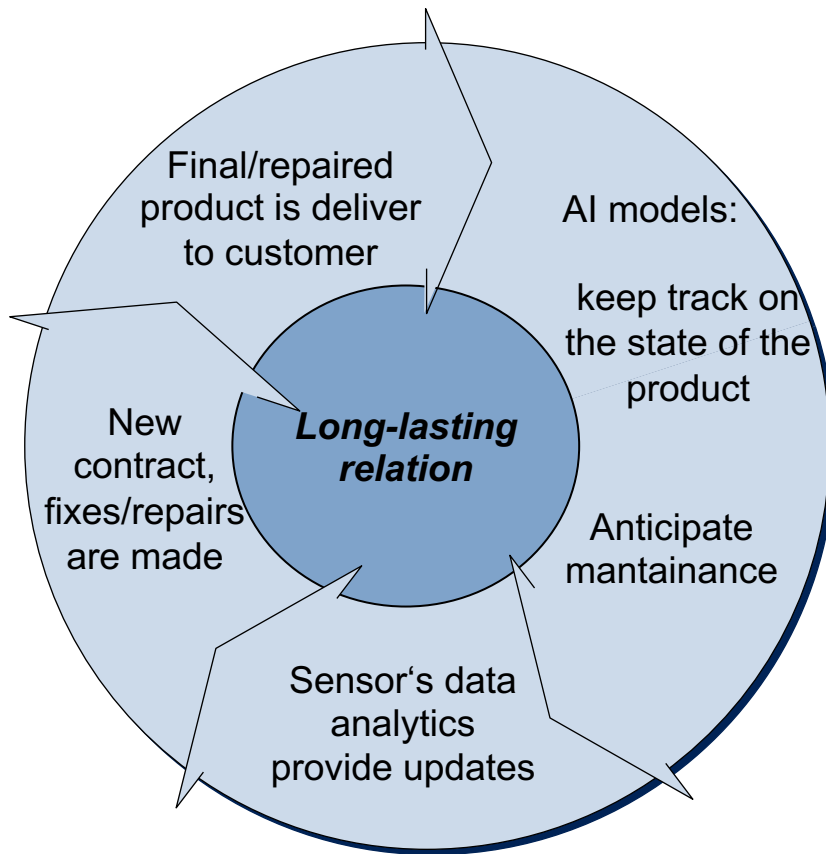 Final/repaired
product is deliver
to customer
AI models:
keep track on
the state of the
product
Anticipate
mantainance
Sensor‘s data
analytics
provide updates
New
contract,
fixes/repairs
are made
Long-lasting
relation